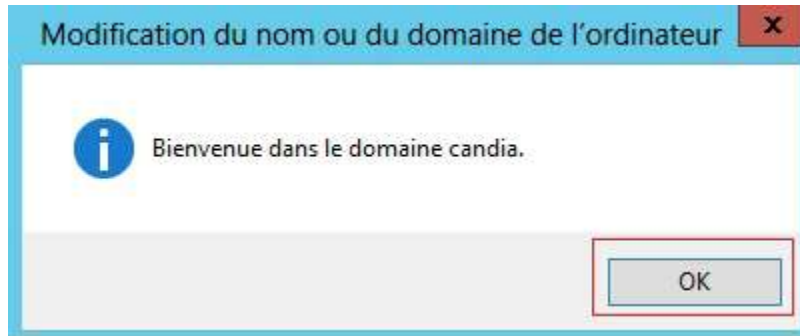 Modification du nom ou du domaine de l'ordinateur
Bienvenue dans le domaine candia.
OK